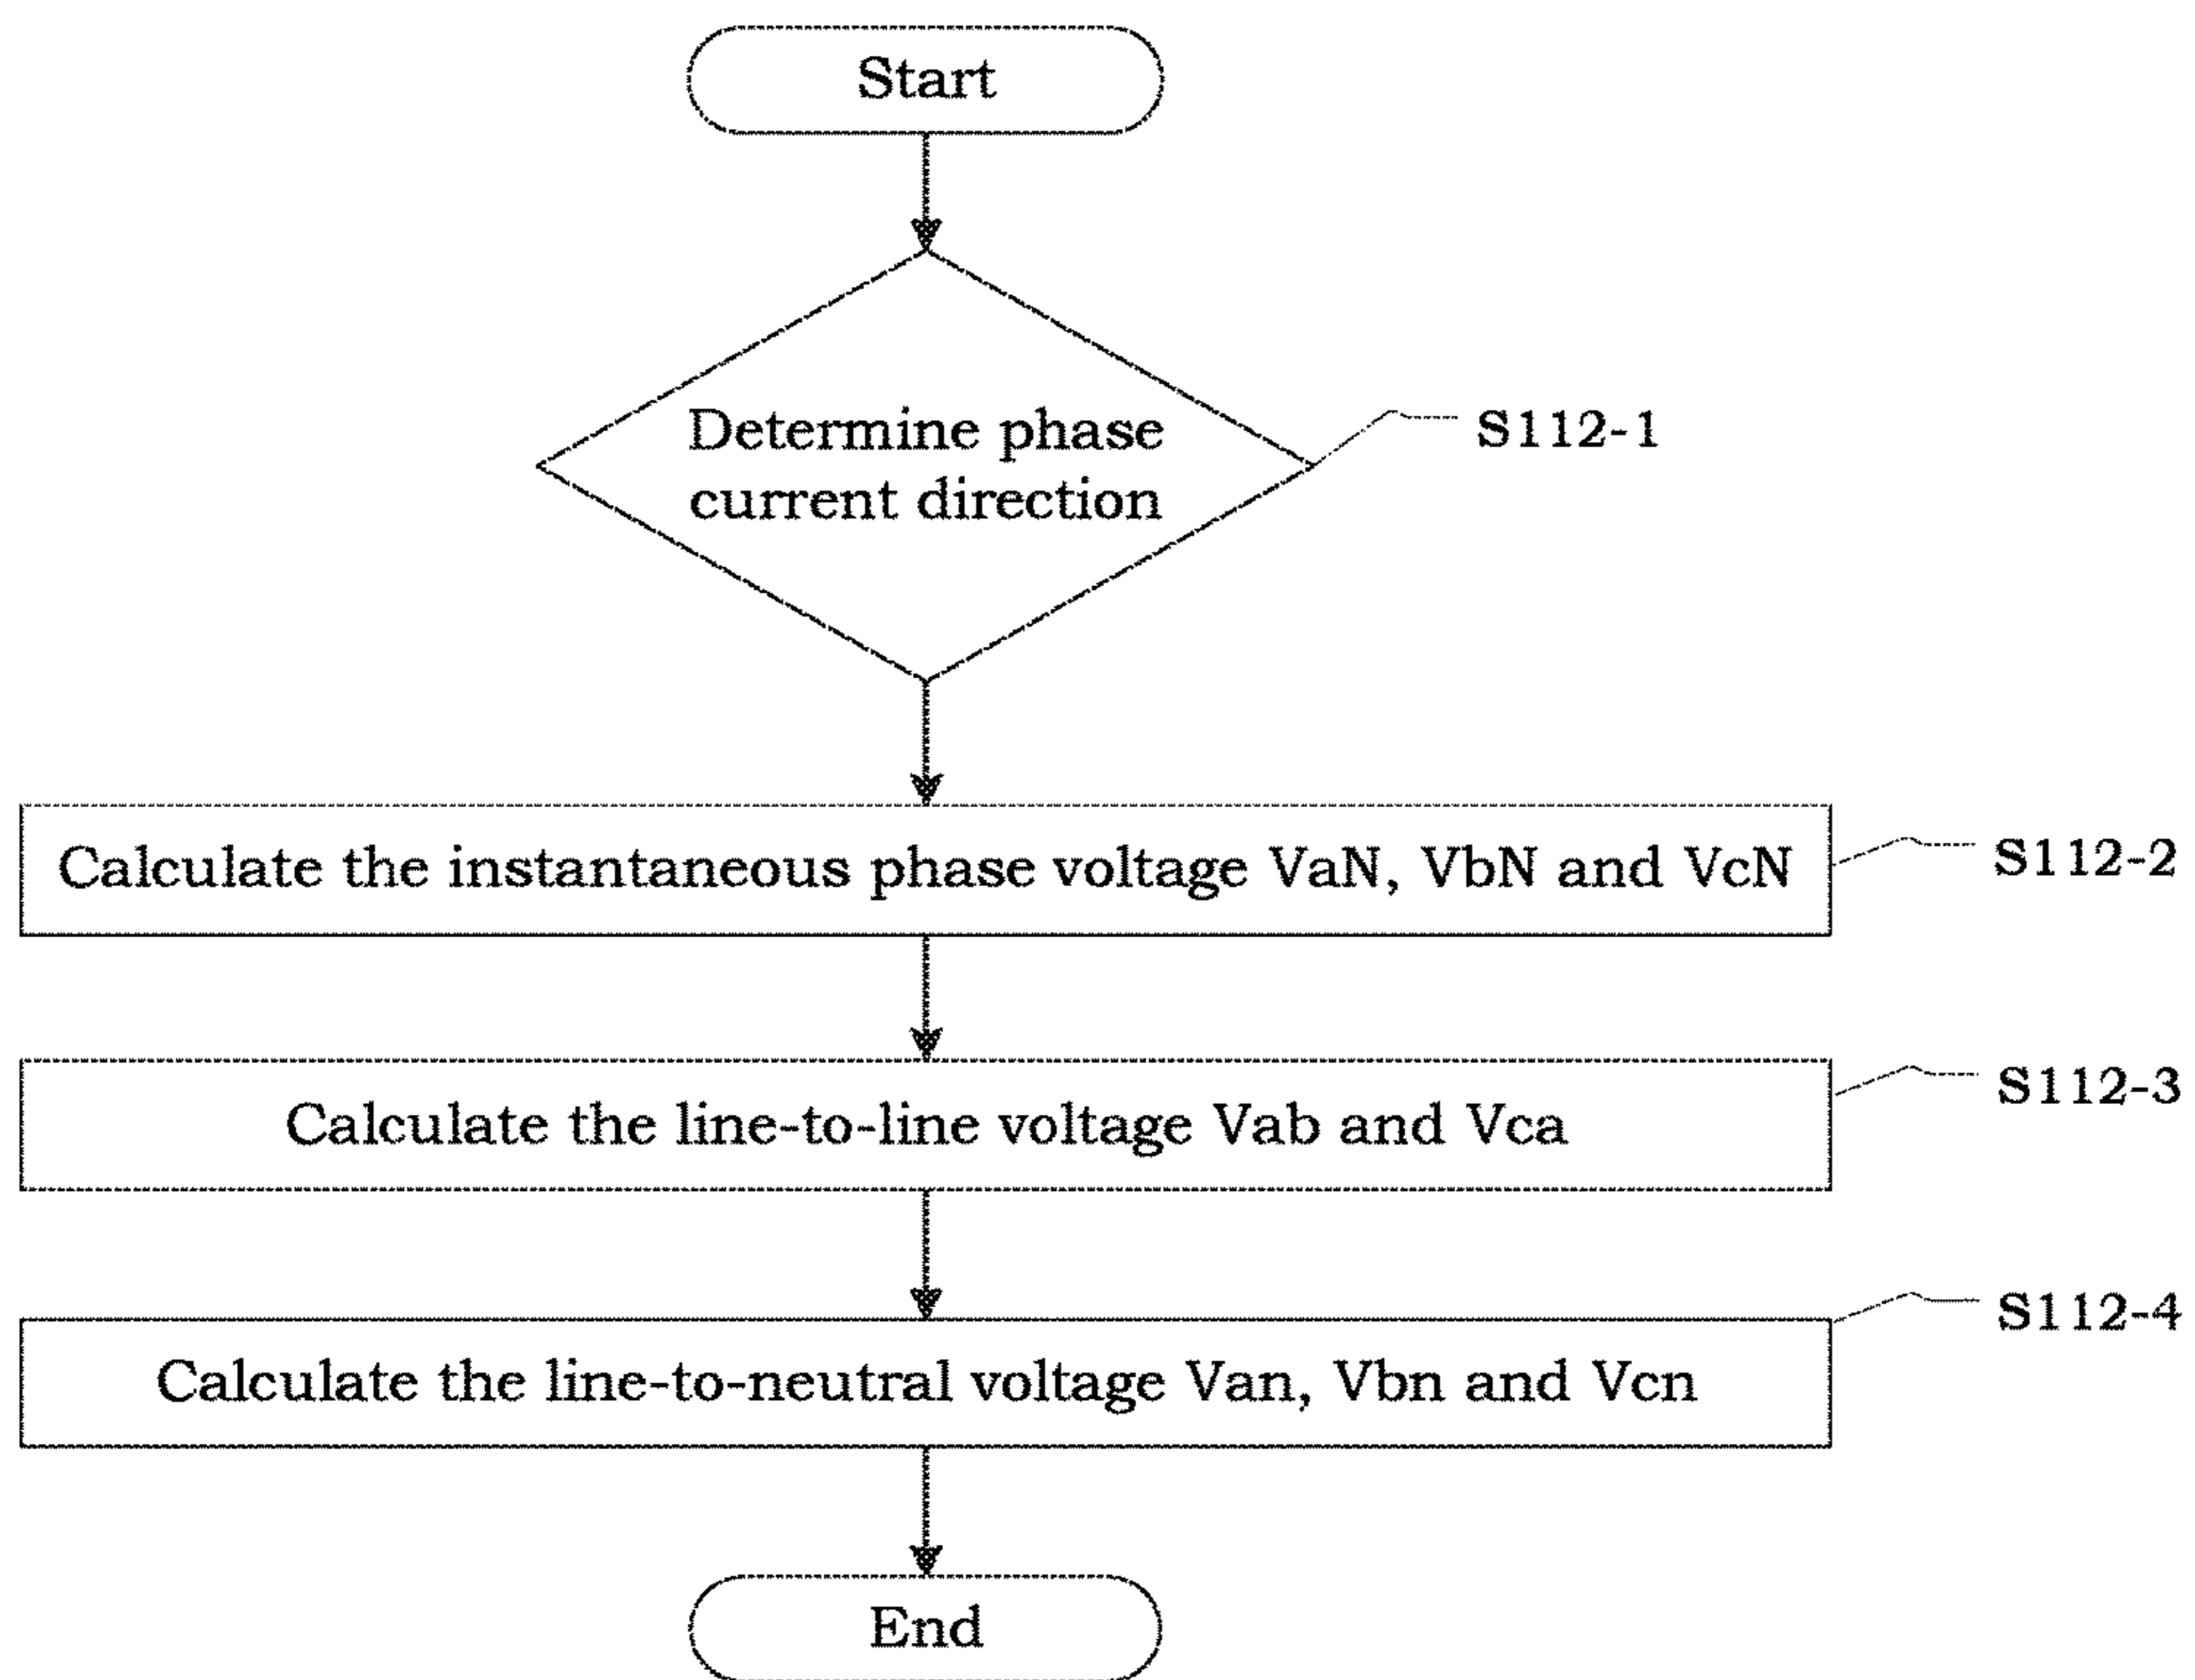 Start
Determine phase
current direction
S112-1
Calculate the instantaneous phase voltage VaN, VbN and VcN
S112-2
Calculate the line-to-line voltage Vab and Vca
S112-3
Calculate the line-to-neutral voltage Van, Vbn and Vcn
S112-4
End